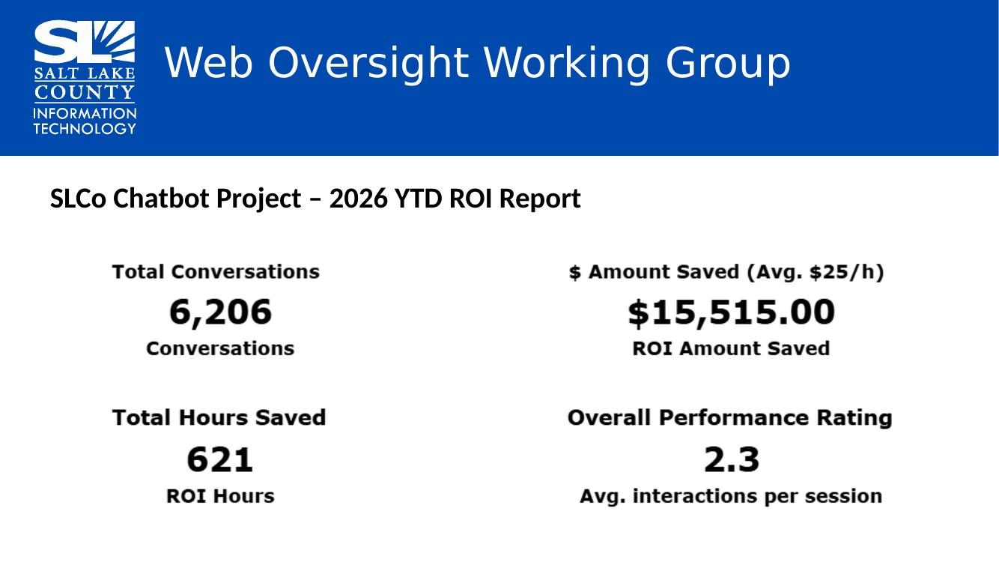 SL
SALT LAKE
COUNTY
INFORMATION
TECHNOLOGY
Web Oversight Working Group
SLCo Chatbot Project – 2026 YTD ROI Report
Total Conversations
6,206
Conversations
$ Amount Saved (Avg. $25/h)
$15,515.00
ROI Amount Saved
Total Hours Saved
621
ROI Hours
Overall Performance Rating
2.3
Avg. interactions per session